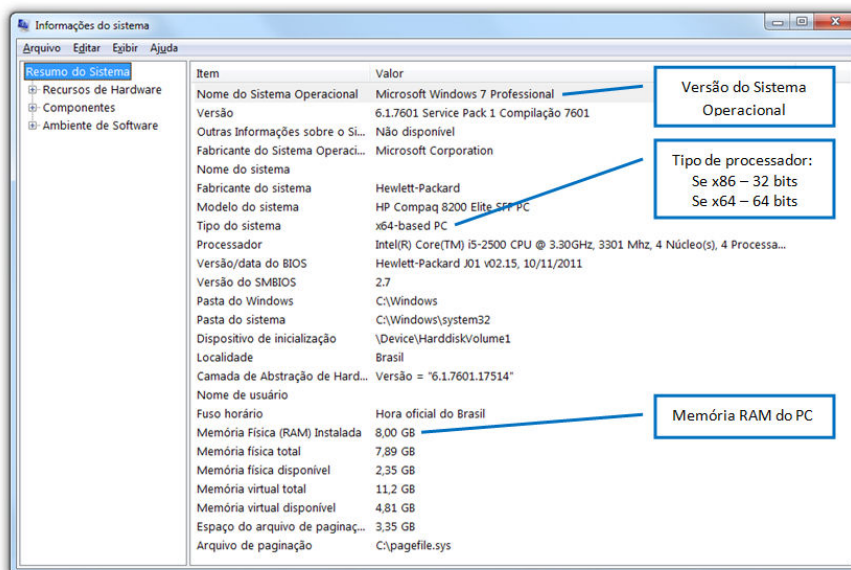 Informações do sistema
Arquivo Editar Exibir Ajuda
Resumo do Sistema
Recursos de Hardware
Componentes
Ambiente de Software
Item Valor
Nome do Sistema Operacional Microsoft Windows 7 Professional
Versão 6.1.7601 Service Pack 1 Compilação 7601
Outras Informações sobre o Si... Não disponível
Fabricante do Sistema Operaci... Microsoft Corporation
Nome do sistema
Fabricante do sistema Hewlett-Packard
Modelo do sistema HP Compaq 8200 Elite SFF PC
Tipo do sistema x64-based PC
Processador Intel(R) Core(TM) i5-2500 CPU @ 3.30GHz, 3301 Mhz, 4 Núcleo(s), 4 Processa...
Versão/data do BIOS Hewlett-Packard J01 v02.15, 10/11/2011
Versão do SMBIOS 2.7
Pasta do Windows C:\Windows
Pasta do sistema C:\Windows\system32
Dispositivo de inicialização \Device\HarddiskVolume1
Localidade Brasil
Camada de Abstração de Hard... Versão = "6.1.7601.17514"
Nome de usuário
Fuso horário Hora oficial do Brasil
Memória Física (RAM) Instalada 8,00 GB
Memória física total 7,89 GB
Memória física disponível 2,35 GB
Memória virtual total 11,2 GB
Memória virtual disponível 4,81 GB
Espaço do arquivo de paginaç... 3,35 GB
Arquivo de paginação C:\pagefile.sys
Versão do Sistema
Operacional
Tipo de processador:
Se x86 – 32 bits
Se x64 – 64 bits
Memória RAM do PC